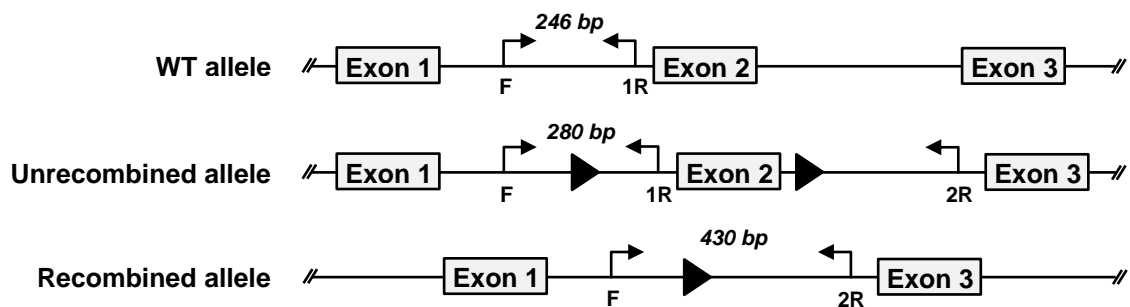 246 bp
WT allele Exon 1 Exon 2 Exon 3
F 1R
280 bp
Unrecombined allele Exon 1 Exon 2 Exon 3
F 1R 2R
430 bp
Recombined allele Exon 1 Exon 3
F 2R